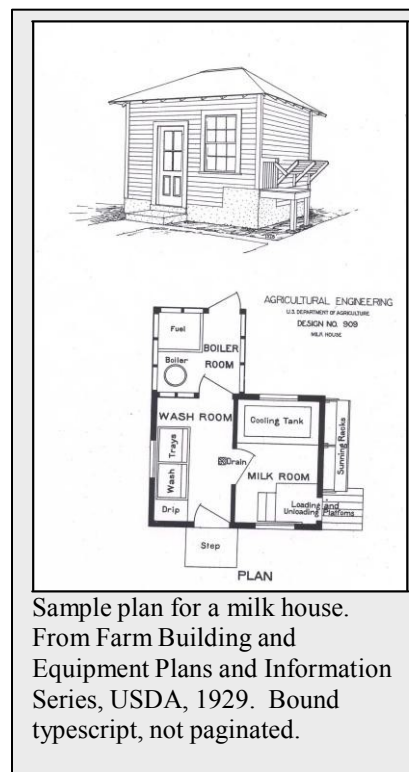 AGRICULTURAL ENGINEERING
U.S. DEPARTMENT OF AGRICULTURE
DESIGN NO. 909
MILK HOUSE
Fuel
BOILER
ROOM
Boiler
WASH ROOM
Cooling Tank
Trays
Sunning Racks
Drain
Wash
MILK ROOM
Drip
Loading and
Unloading Platforms
Step
PLAN
Sample plan for a milk house.
From Farm Building and
Equipment Plans and Information
Series, USDA, 1929. Bound
typescript, not paginated.